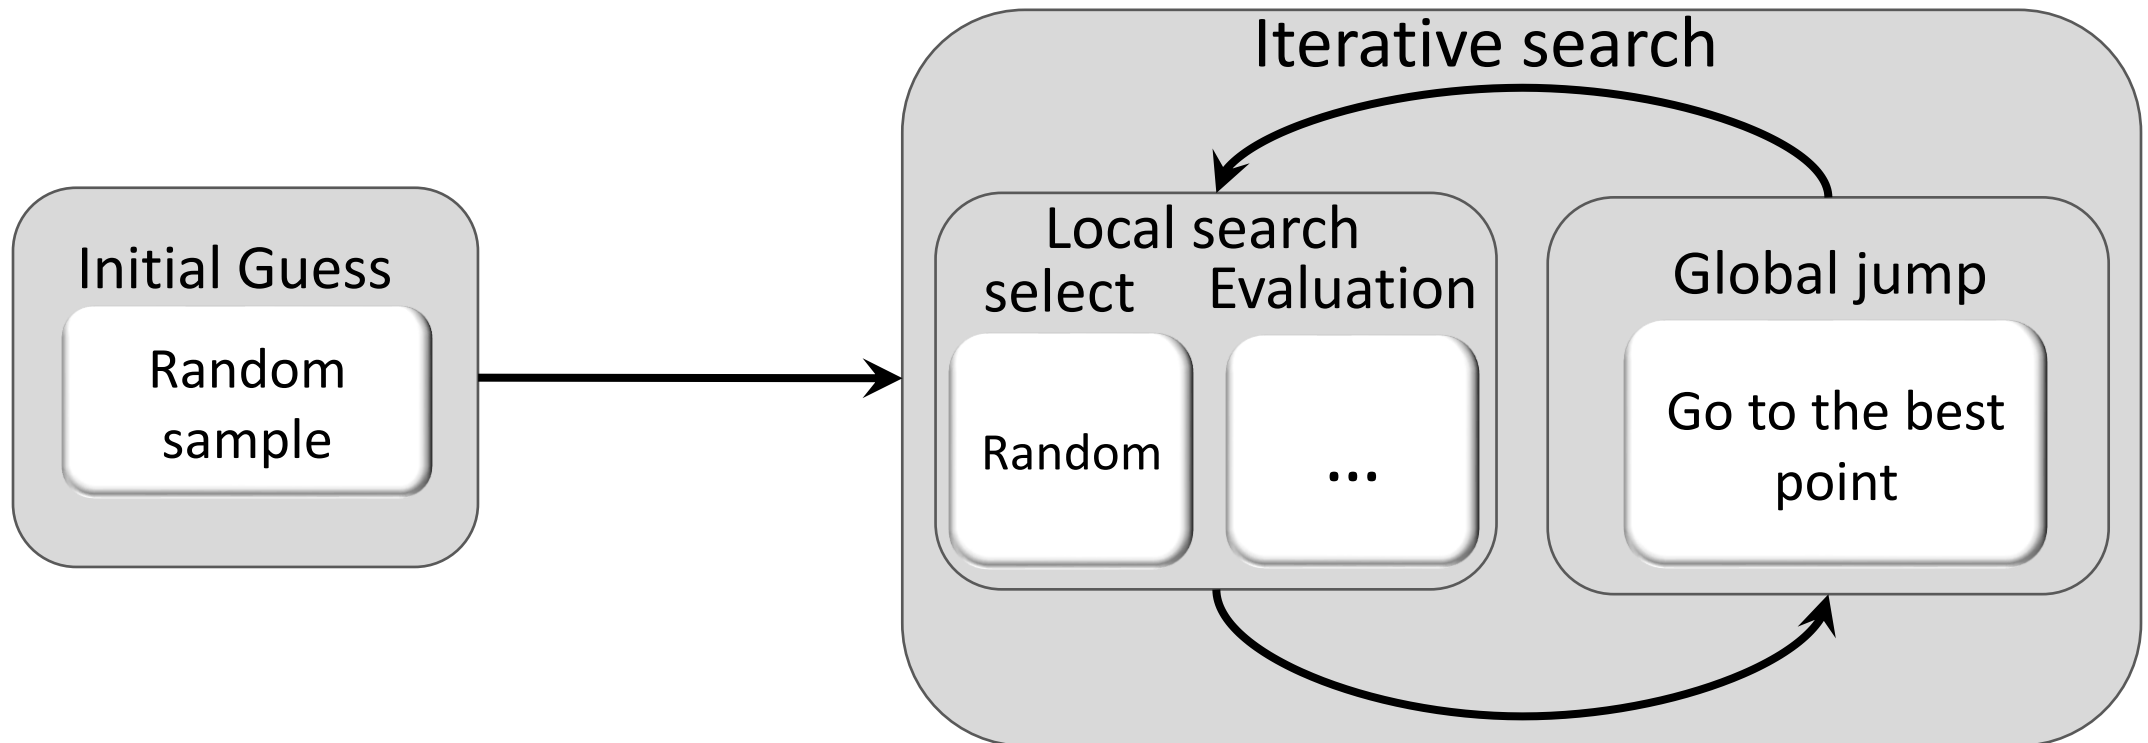 Iterative search
Initial Guess
Random
sample
Local search
select
Evaluation
Random
...
Global jump
Go to the best
point